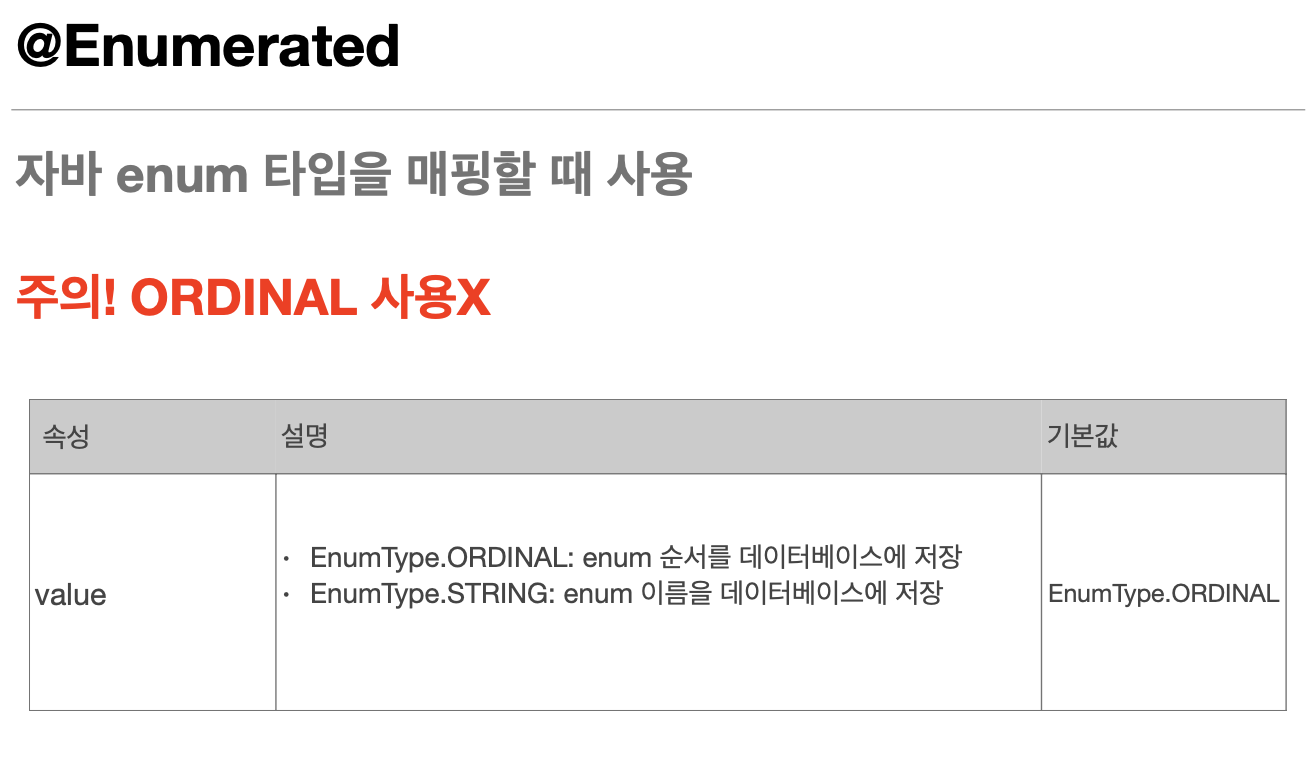 @Enumerated
자바 enum 타입을 매핑할 때 사용
주의! ORDINAL 사용X
속성 설명 기본값
value
• EnumType.ORDINAL: enum 순서를 데이터베이스에 저장
• EnumType.STRING: enum 이름을 데이터베이스에 저장
EnumType.ORDINAL